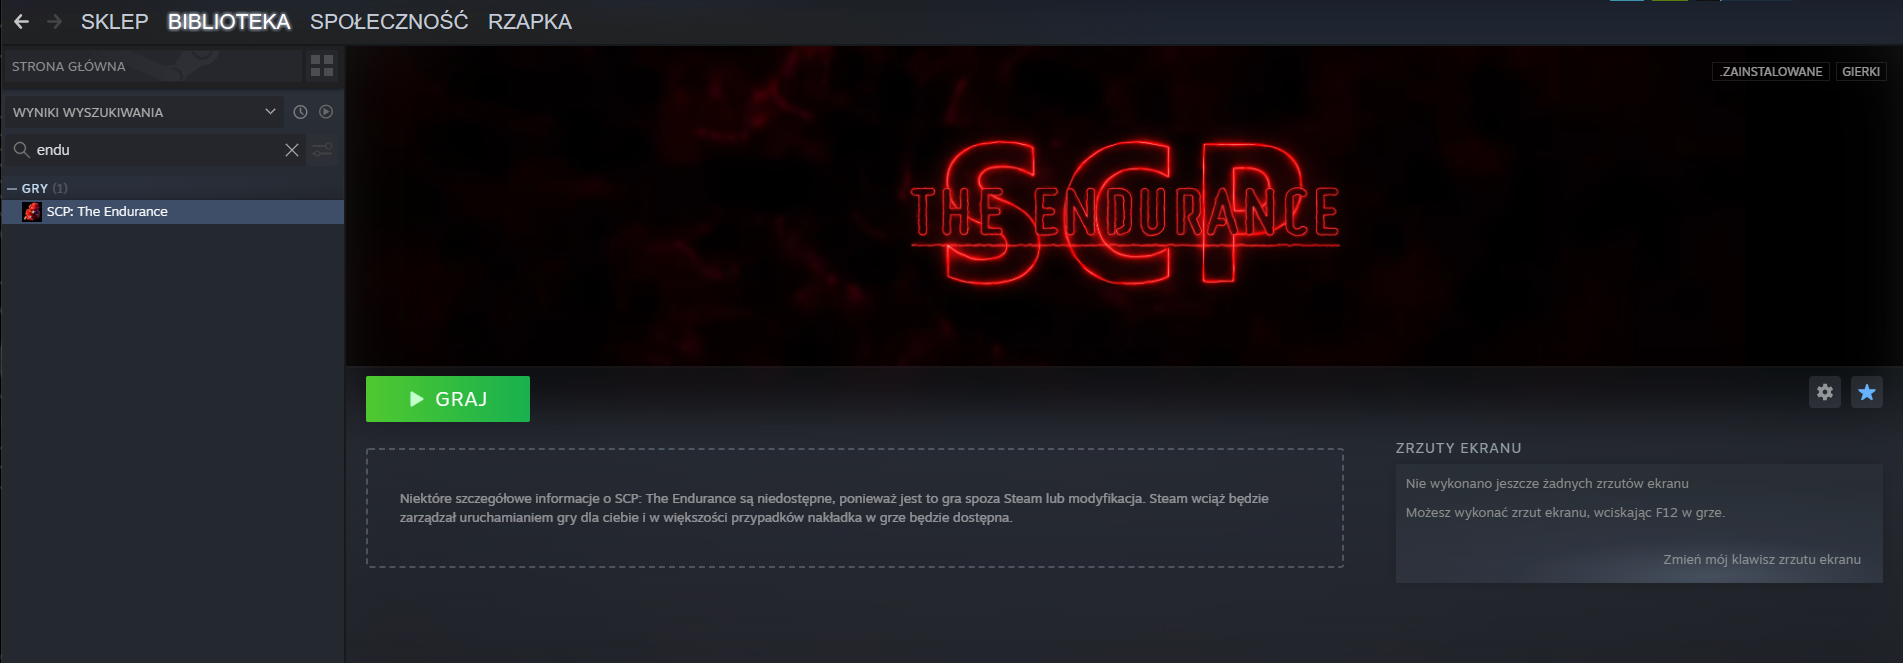 SKLEP BIBLIOTEKA SPOŁECZNOŚĆ RZAPKA
STRONA GŁÓWNA
WYNIKI WYSZUKIWANIA
endu
GRY (1)
SCP: The Endurance
.ZAINSTALOWANE GIERKI
SCP
THE ENDURANCE
GRAJ
Niektóre szczegółowe informacje o SCP: The Endurance są niedostępne, ponieważ jest to gra spoza Steam lub modyfikacja. Steam wciąż będzie
zarządzał uruchamianiem gry dla ciebie i w większości przypadków nakładka w grze będzie dostępna.
ZRZUTY EKRANU
Nie wykonano jeszcze żadnych zrzutów ekranu
Możesz wykonać zrzut ekranu, wciskając F12 w grze.
Zmień mój klawisz zrzutu ekranu